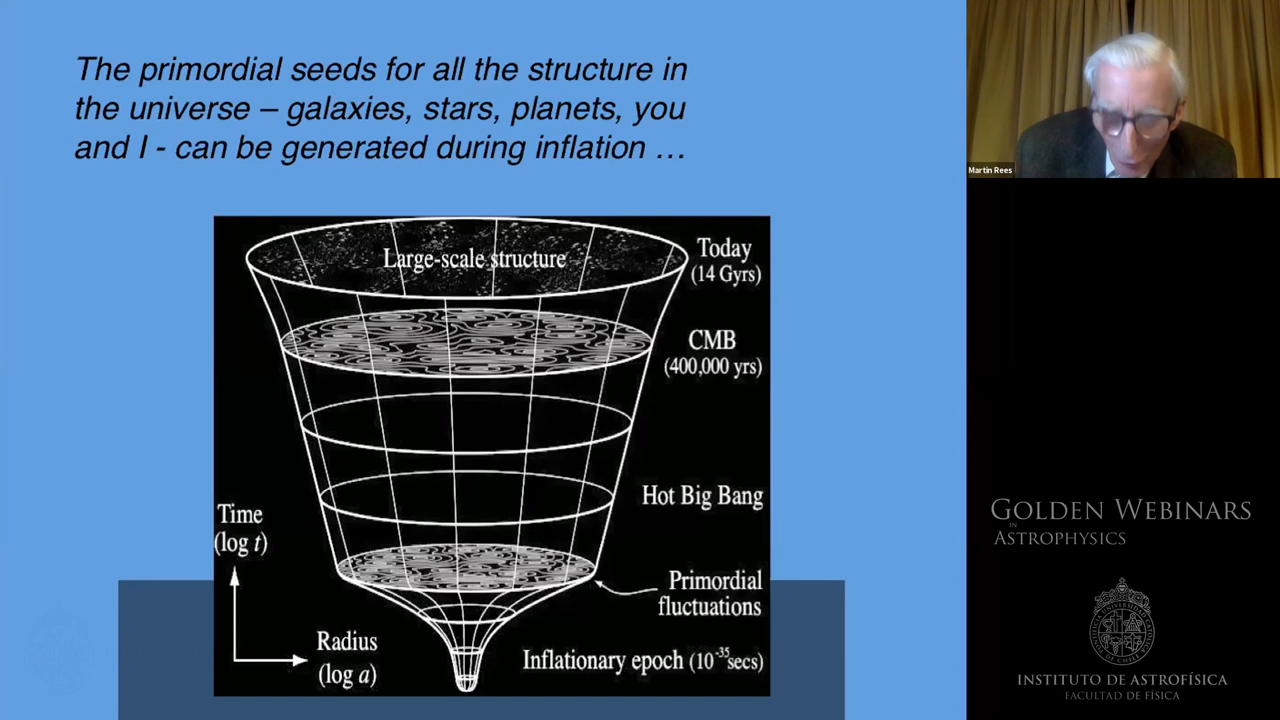 The primordial seeds for all the structure in
the universe – galaxies, stars, planets, you
and I - can be generated during inflation …
Large-scale structure
Today
(14 Gyrs)
CMB
(400,000 yrs)
Hot Big Bang
Time
(log t)
Primordial
fluctuations
Radius
(log a)
Inflationary epoch (10⁻³⁵secs)
Martin Rees
GOLDEN WEBINARS
IN
ASTROPHYSICS
INSTITUTO DE ASTROFÍSICA
FACULTAD DE FÍSICA